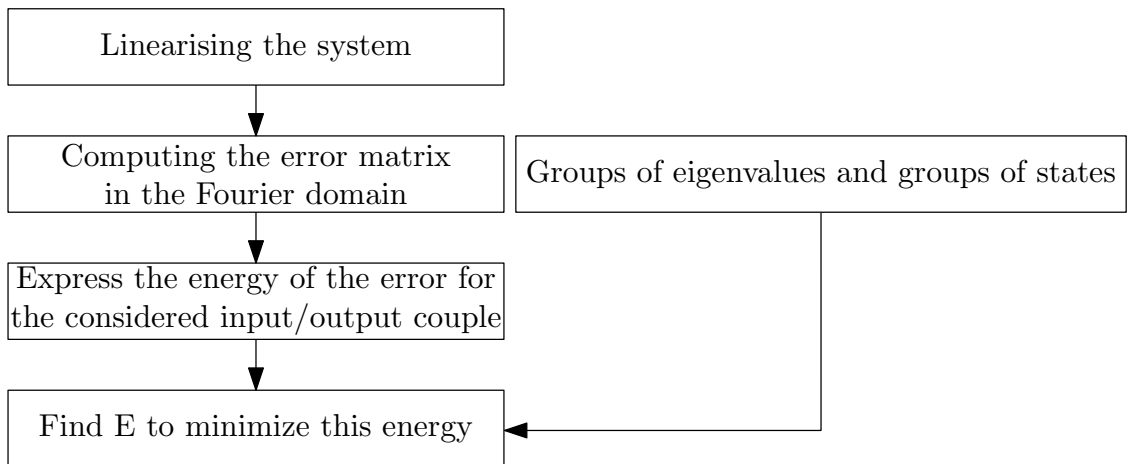 Linearising the system
Computing the error matrix
in the Fourier domain
Groups of eigenvalues and groups of states
Express the energy of the error for
the considered input/output couple
Find E to minimize this energy